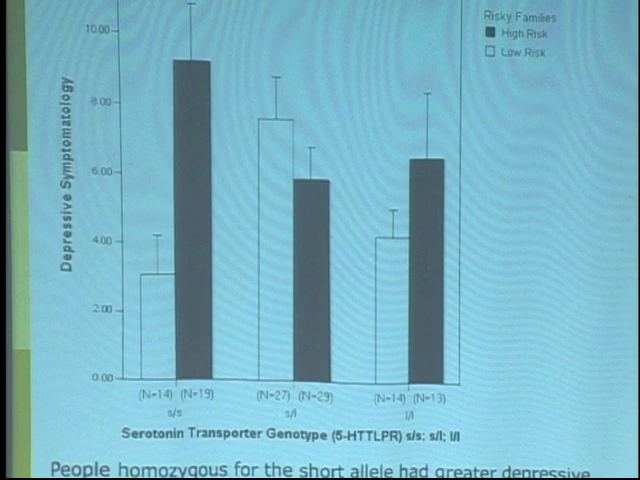 Risky Families
High Risk
Low Risk
Depressive Symptomatology
10.00
8.00
6.00
4.00
2.00
0.00
(N=14) (N=19) (N=27) (N=29) (N=14) (N=13)
s/s s/l l/l
Serotonin Transporter Genotype (5-HTTLPR) s/s; s/l; l/l
People homozygous for the short allele had greater depressive